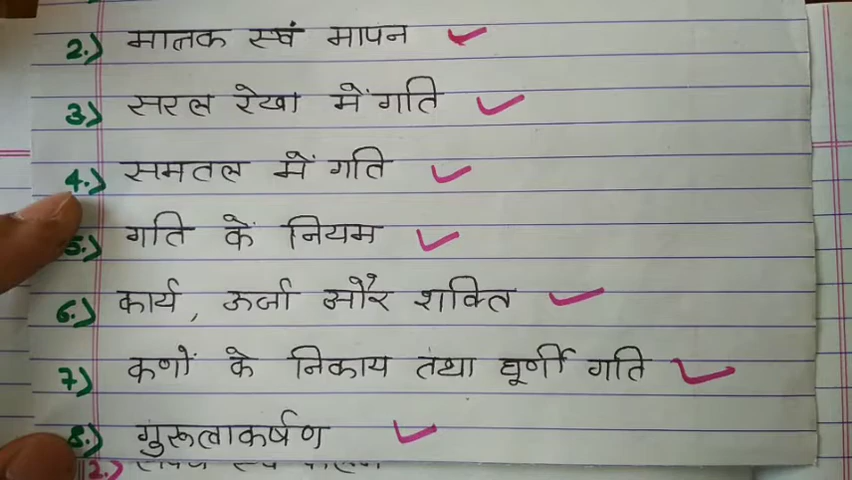 2.) मात्रक एवं मापन
3.) सरल रेखा में गति
4.) समतल में गति
5.) गति के नियम
6.) कार्य, ऊर्जा और शक्ति
7) कणों के निकाय तथा घूर्णी गति
8.) गुरूत्वाकर्षण
2.)